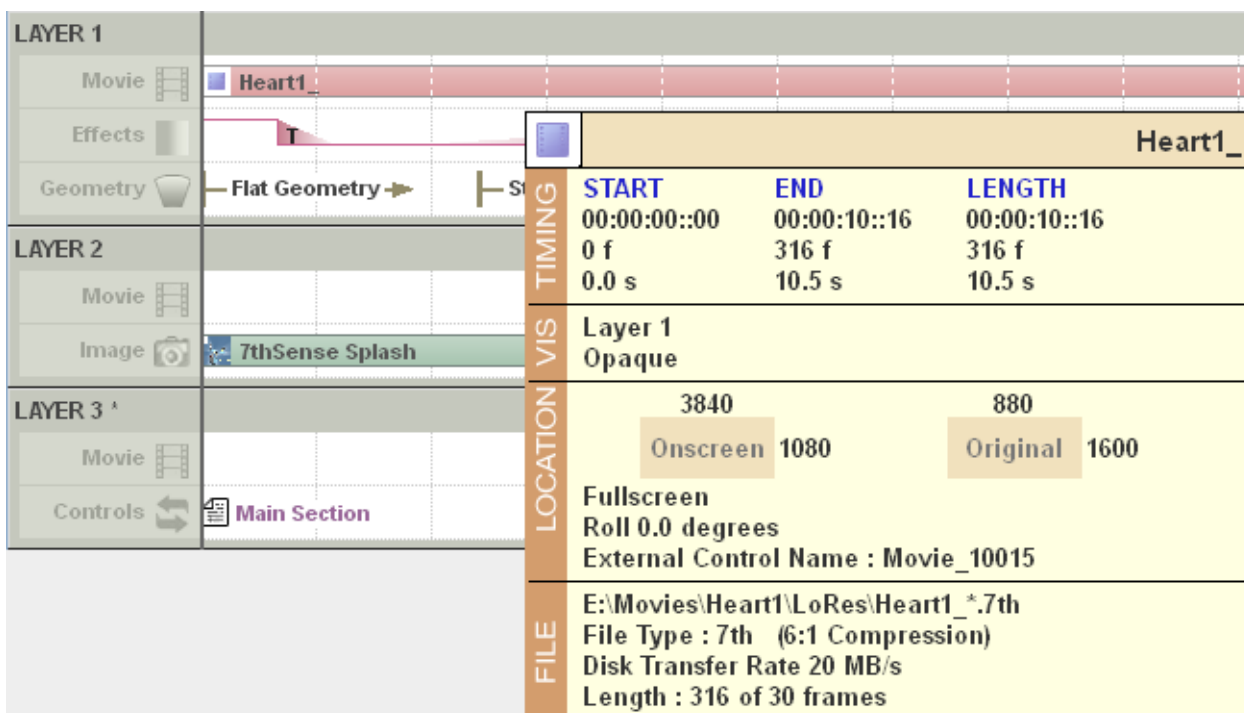 LAYER 1
Movie
Heart1_
Effects
T
Geometry
Flat Geometry
St
LAYER 2
Movie
Image
7thSense Splash
LAYER 3 *
Movie
Controls
Main Section
Heart1_
TIMING
START END LENGTH
00:00:00::00 00:00:10::16 00:00:10::16
0 f 316 f 316 f
0.0 s 10.5 s 10.5 s
VIS
Layer 1
Opaque
LOCATION
3840 880
Onscreen 1080 Original 1600
Fullscreen
Roll 0.0 degrees
External Control Name : Movie_10015
FILE
E:\Movies\Heart1\LoRes\Heart1_*.7th
File Type : 7th (6:1 Compression)
Disk Transfer Rate 20 MB/s
Length : 316 of 30 frames